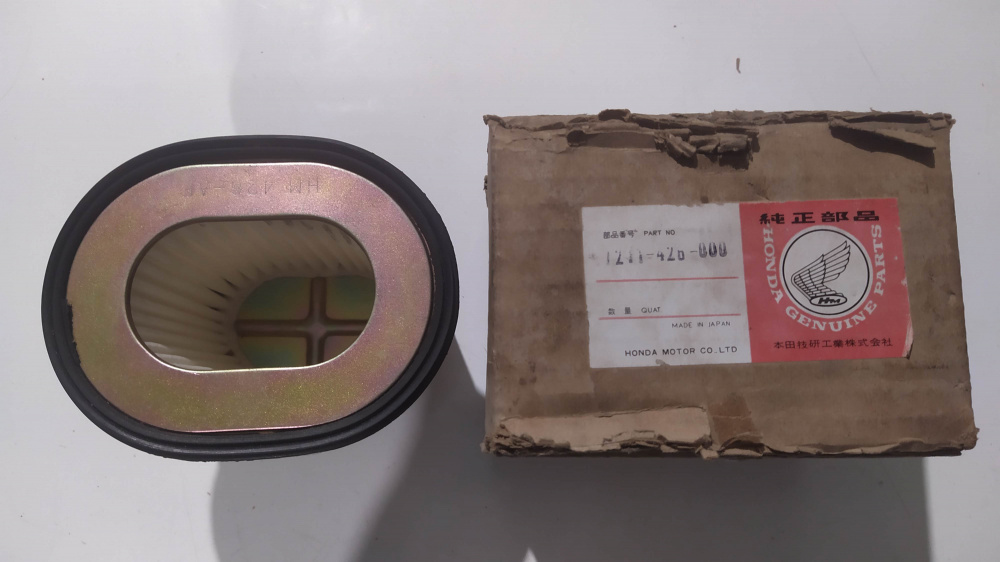 純正部品
HONDA GENUINE PARTS
HM
本田技研工業株式会社
部品番号 PART NO
数量 QUAT
MADE IN JAPAN
HONDA MOTOR CO.,LTD